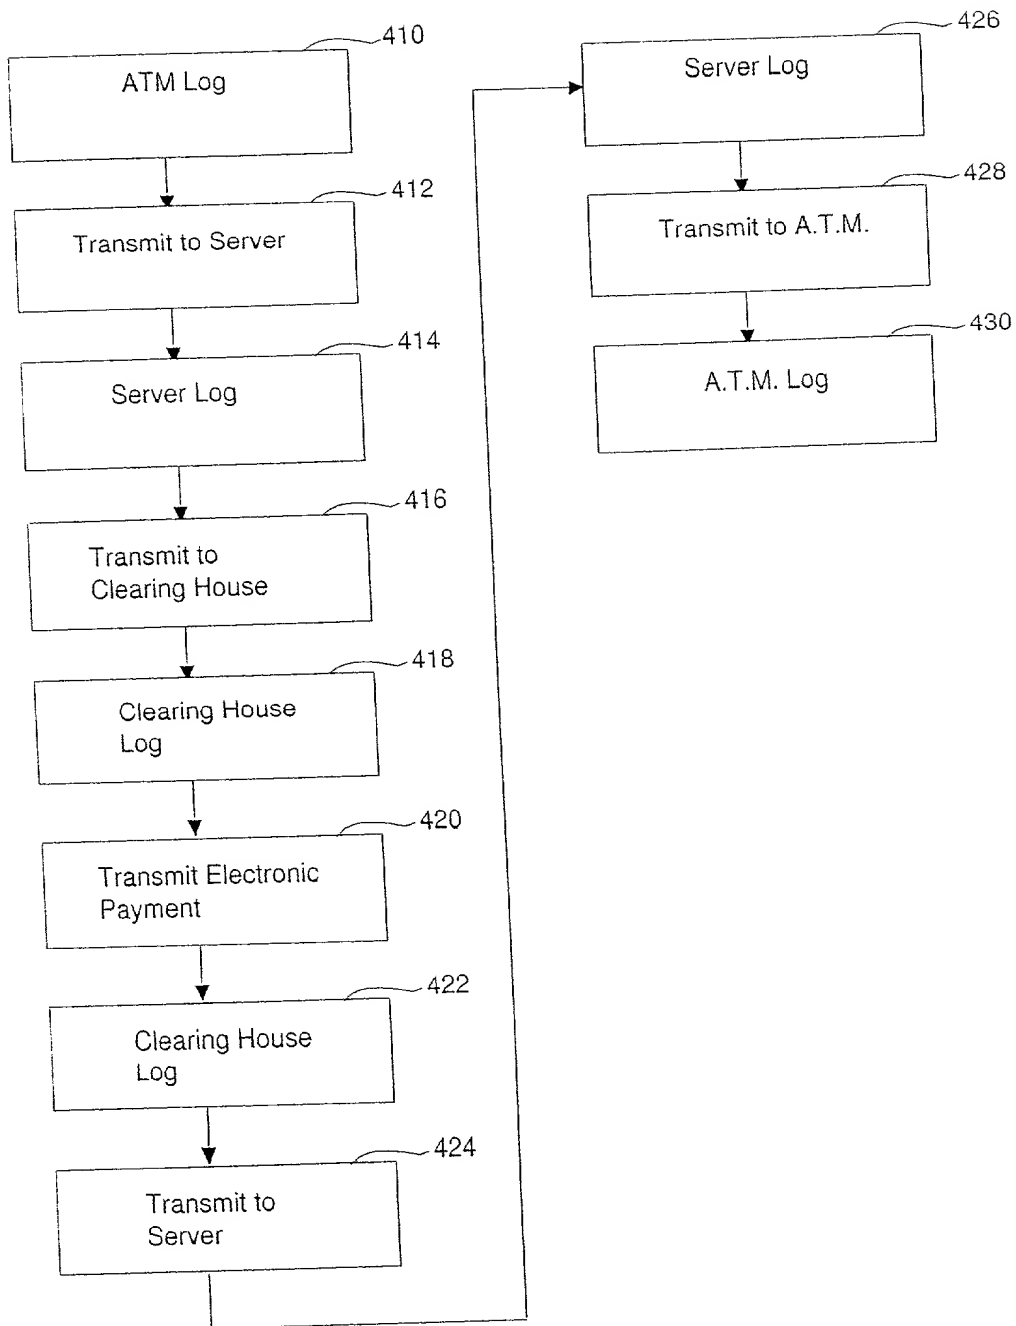 410
ATM Log
412
Transmit to Server
414
Server Log
416
Transmit to
Clearing House
418
Clearing House
Log
420
Transmit Electronic
Payment
422
Clearing House
Log
424
Transmit to
Server
426
Server Log
428
Transmit to A.T.M.
430
A.T.M. Log